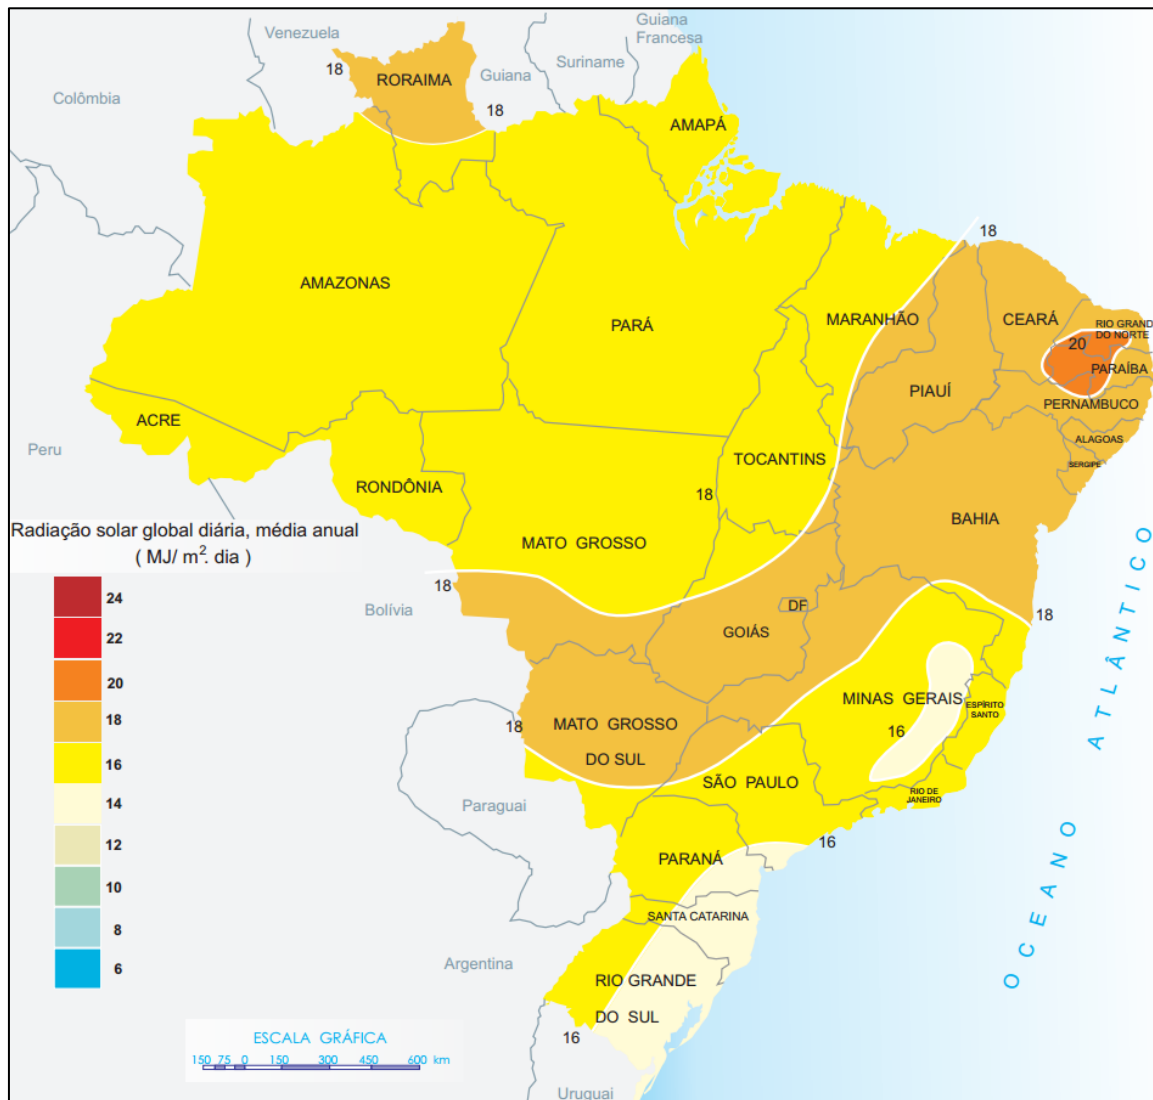 Guiana
Francesa
Venezuela
Suriname
Guiana
18
RORAIMA
Colômbia
18
AMAPÁ
18
AMAZONAS
PARÁ
MARANHÃO
CEARÁ
RIO GRANDE
DO NORTE
20
PARAÍBA
PIAUÍ
PERNAMBUCO
ACRE
ALAGOAS
Peru
TOCANTINS
SERGIPE
RONDÔNIA
18
BAHIA
Radiação solar global diária, média anual
( MJ/ m². dia )
MATO GROSSO
18
Bolívia
DF
GOIÁS
18
24
22
20
18
16
14
12
10
8
6
MINAS GERAIS
ESPÍRITO
SANTO
16
18
MATO GROSSO
DO SUL
SÃO PAULO
RIO DE
JANEIRO
Paraguai
16
PARANÁ
SANTA CATARINA
Argentina
RIO GRANDE
DO SUL
16
Uruguai
OCEANO ATLÂNTICO
ESCALA GRÁFICA
150 75 0 150 300 450 600 km